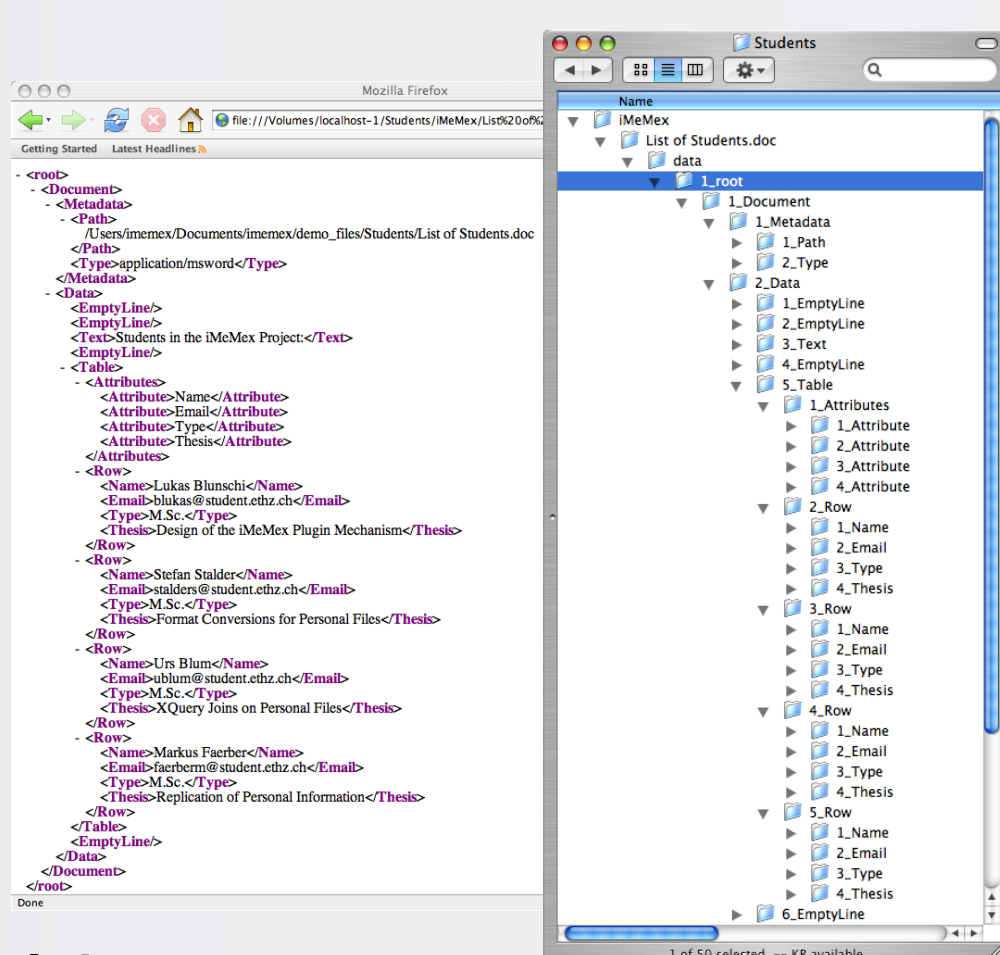 Mozilla Firefox
file:///Volumes/localhost-1/Students/iMeMex/List%20of%2
Getting Started Latest Headlines
- <root>
- <Document>
- <Metadata>
- <Path>
/Users/imemex/Documents/imemex/demo_files/Students/List of Students.doc
</Path>
<Type>application/msword</Type>
</Metadata>
- <Data>
<EmptyLine/>
<EmptyLine/>
<Text>Students in the iMeMex Project:</Text>
<EmptyLine/>
- <Table>
- <Attributes>
<Attribute>Name</Attribute>
<Attribute>Email</Attribute>
<Attribute>Type</Attribute>
<Attribute>Thesis</Attribute>
</Attributes>
- <Row>
<Name>Lukas Blunschi</Name>
<Email>blukas@student.ethz.ch</Email>
<Type>M.Sc.</Type>
<Thesis>Design of the iMeMex Plugin Mechanism</Thesis>
</Row>
- <Row>
<Name>Stefan Stalder</Name>
<Email>stalders@student.ethz.ch</Email>
<Type>M.Sc.</Type>
<Thesis>Format Conversions for Personal Files</Thesis>
</Row>
- <Row>
<Name>Urs Blum</Name>
<Email>ublum@student.ethz.ch</Email>
<Type>M.Sc.</Type>
<Thesis>XQuery Joins on Personal Files</Thesis>
</Row>
- <Row>
<Name>Markus Faerber</Name>
<Email>faerberm@student.ethz.ch</Email>
<Type>M.Sc.</Type>
<Thesis>Replication of Personal Information</Thesis>
</Row>
</Table>
<EmptyLine/>
</Data>
</Document>
</root>
Done
Students
Name
iMeMex
List of Students.doc
data
1_root
1_Document
1_Metadata
1_Path
2_Type
2_Data
1_EmptyLine
2_EmptyLine
3_Text
4_EmptyLine
5_Table
1_Attributes
1_Attribute
2_Attribute
3_Attribute
4_Attribute
2_Row
1_Name
2_Email
3_Type
4_Thesis
3_Row
1_Name
2_Email
3_Type
4_Thesis
4_Row
1_Name
2_Email
3_Type
4_Thesis
5_Row
1_Name
2_Email
3_Type
4_Thesis
6_EmptyLine
1 of 50 selected, -- KB available